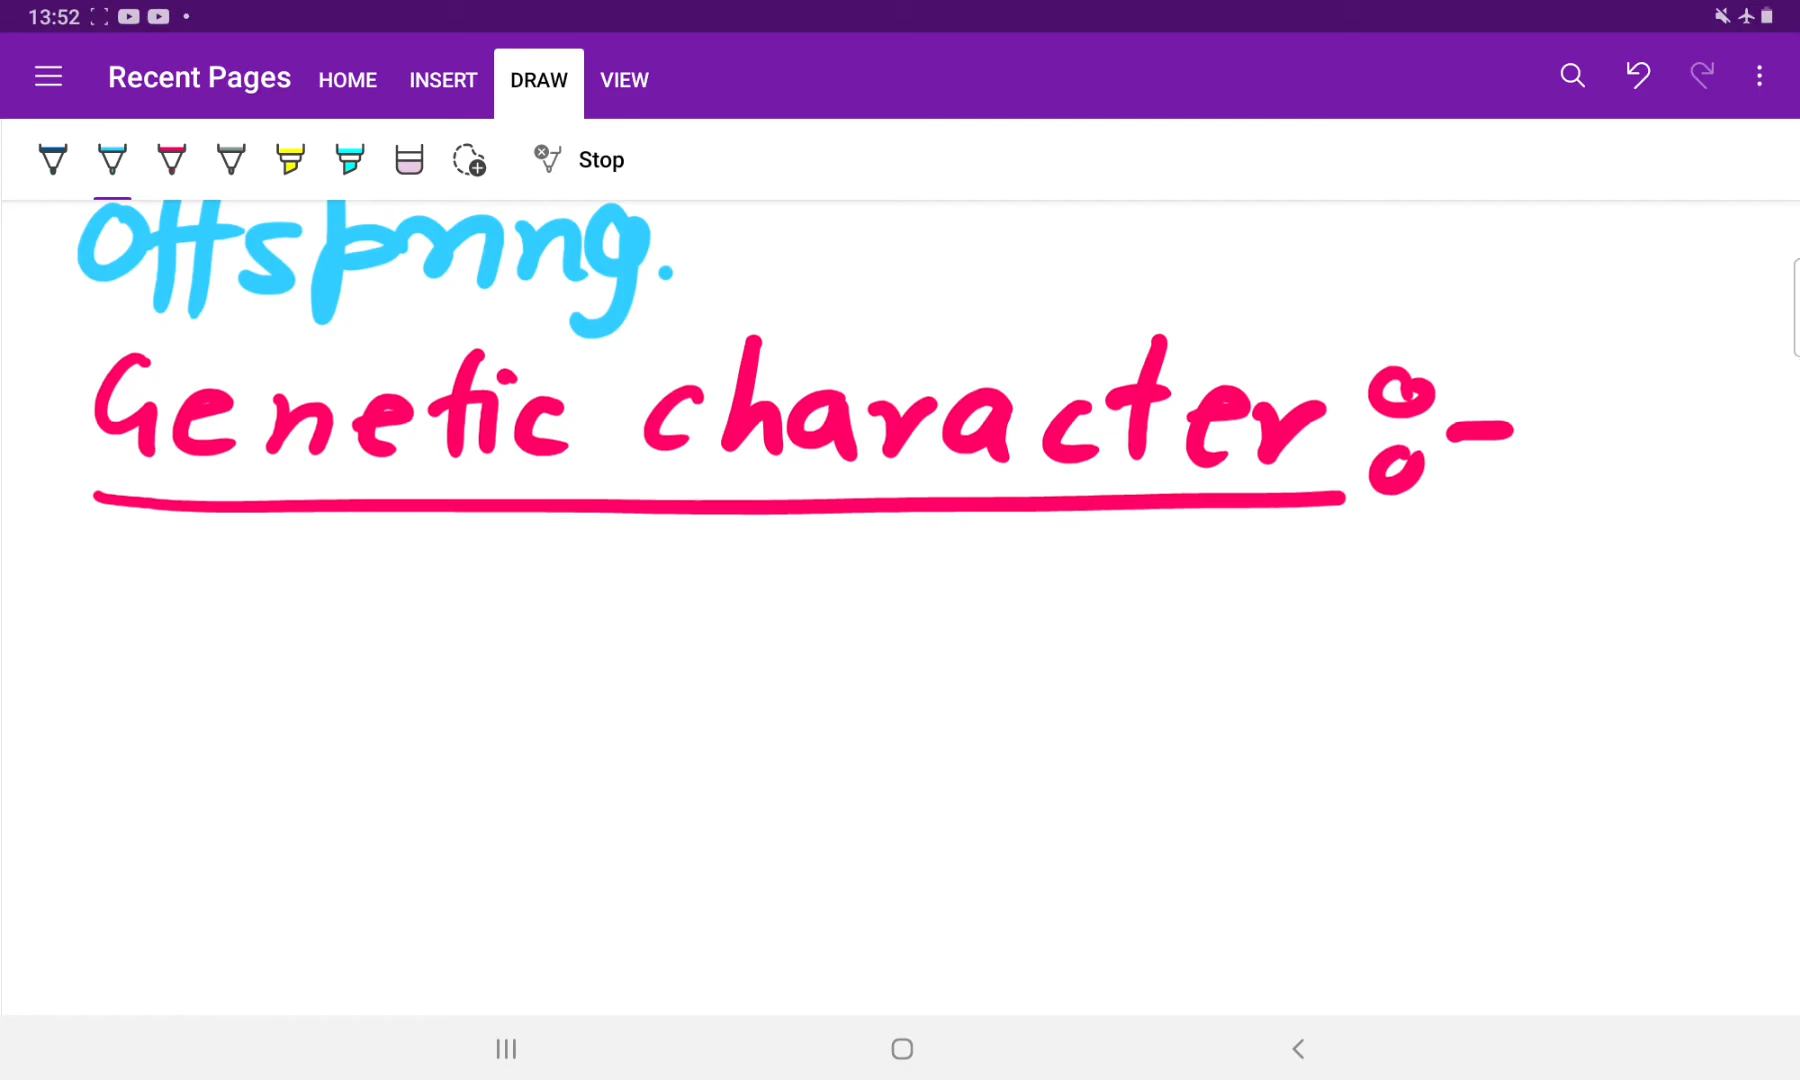 13:52
Recent Pages HOME INSERT DRAW VIEW
Stop
Offspring.
Genetic character :-